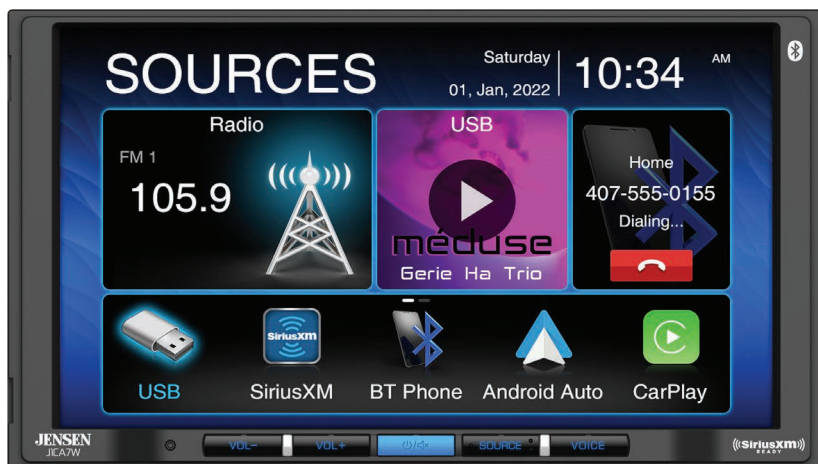 SOURCES
Saturday
01, Jan, 2022
10:34
AM
Radio
FM 1
105.9
USB
méduse
Gerie Ha Trio
Home
407-555-0155
Dialing...
SiriusXM
USB
SiriusXM
BT Phone
Android Auto
CarPlay
JENSEN
J1CA7W
VOL-
VOL+
SOURCE
VOICE
((SiriusXM))
READY